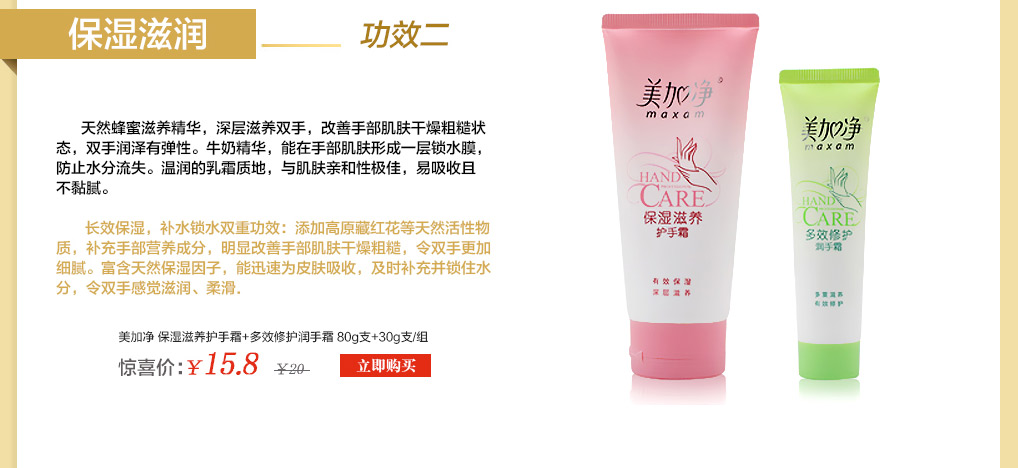 保湿滋润
功效二
天然蜂蜜滋养精华，深层滋养双手，改善手部肌肤干燥粗糙状
态，双手润泽有弹性。牛奶精华，能在手部肌肤形成一层锁水膜，
防止水分流失。温润的乳霜质地，与肌肤亲和性极佳，易吸收且
不黏腻。
长效保湿，补水锁水双重功效：添加高原藏红花等天然活性物
质，补充手部营养成分，明显改善手部肌肤干燥粗糙，令双手更加
细腻。富含天然保湿因子，能迅速为皮肤吸收，及时补充并锁住水
分，令双手感觉滋润、柔滑.
美加净 保湿滋养护手霜+多效修护润手霜 80g支+30g支/组
惊喜价:￥15.8 ￥20 立即购买
美加净
maxam
HAND
CARE
保湿滋养
护手霜
有效保湿
深层滋养
美加净
maxam
HAND
CARE
多效修护
润手霜
多重滋养
有效修护